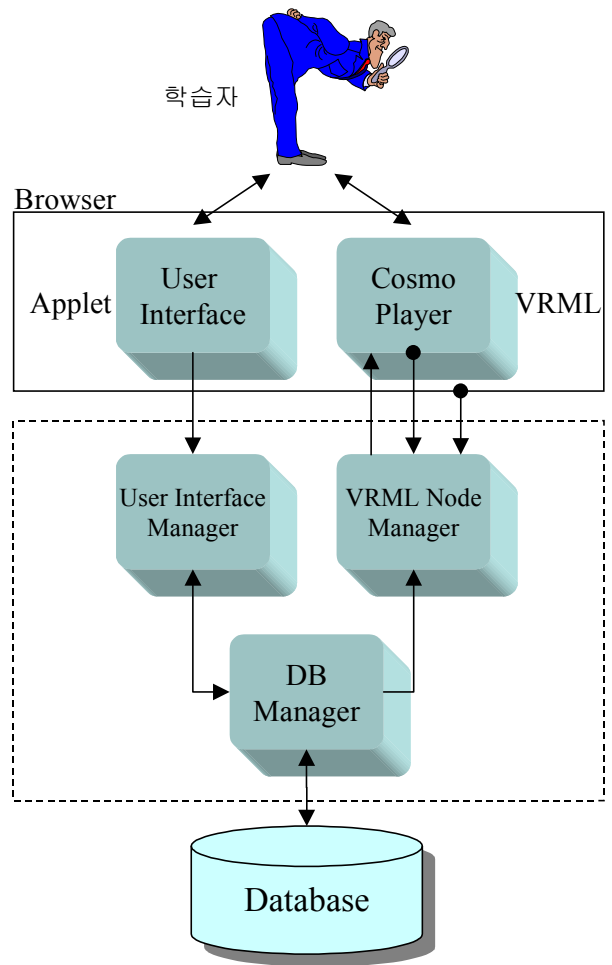 학습자
Browser
Applet
User
Interface
Cosmo
Player
VRML
User Interface
Manager
VRML Node
Manager
DB
Manager
Database